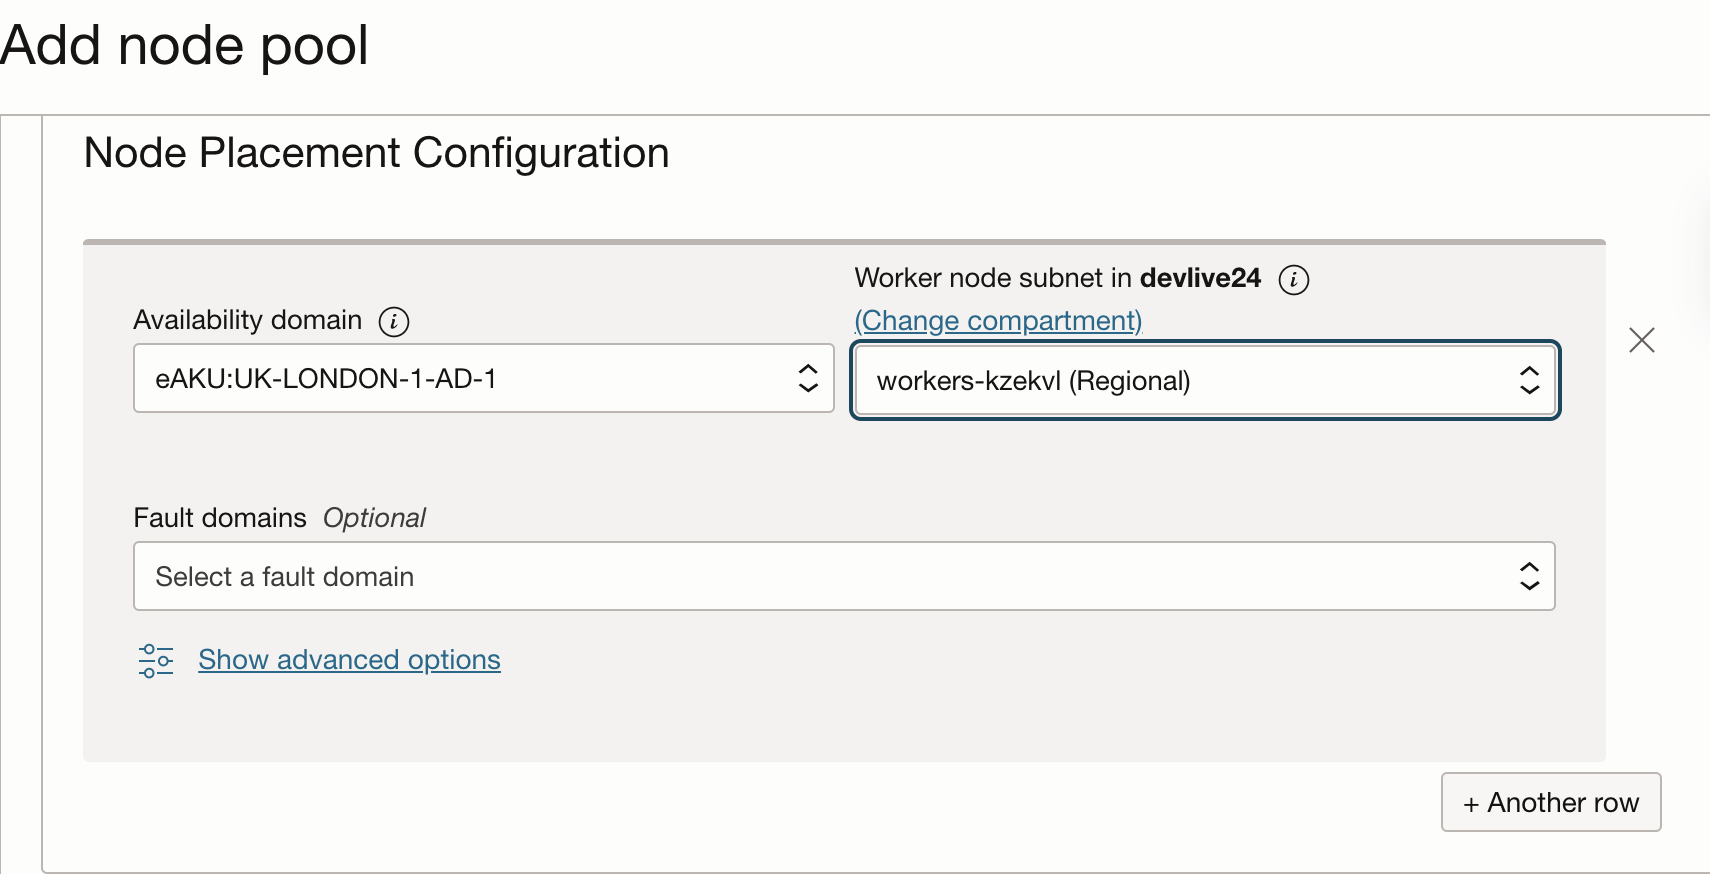 Add node pool
Node Placement Configuration
Availability domain
eAKU:UK-LONDON-1-AD-1
Worker node subnet in devlive24
(Change compartment)
workers-kzekvl (Regional)
Fault domains Optional
Select a fault domain
Show advanced options
+ Another row